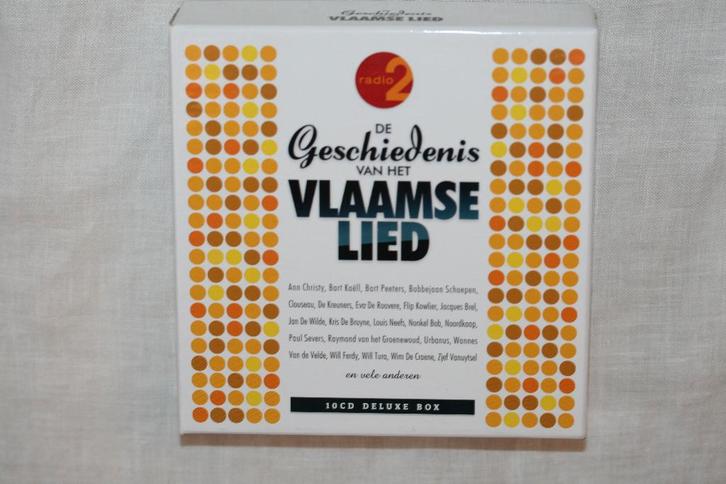 Geschiedenis
VLAAMSE LIED
radio 2
DE
Geschiedenis
VAN HET
VLAAMSE
LIED
Ann Christy, Bart Kaëll, Bart Peeters, Bobbejaan Schoepen,
Clouseau, De Kreuners, Eva De Roovere, Flip Kowlier, Jacques Brel,
Jan De Wilde, Kris De Bruyne, Louis Neefs, Nonkel Bob, Noordkaap,
Paul Severs, Raymond van het Groenewoud, Urbanus, Wannes
Van de Velde, Will Ferdy, Will Tura, Wim De Craene, Zjef Vanuytsel
en vele anderen
10CD DELUXE BOX